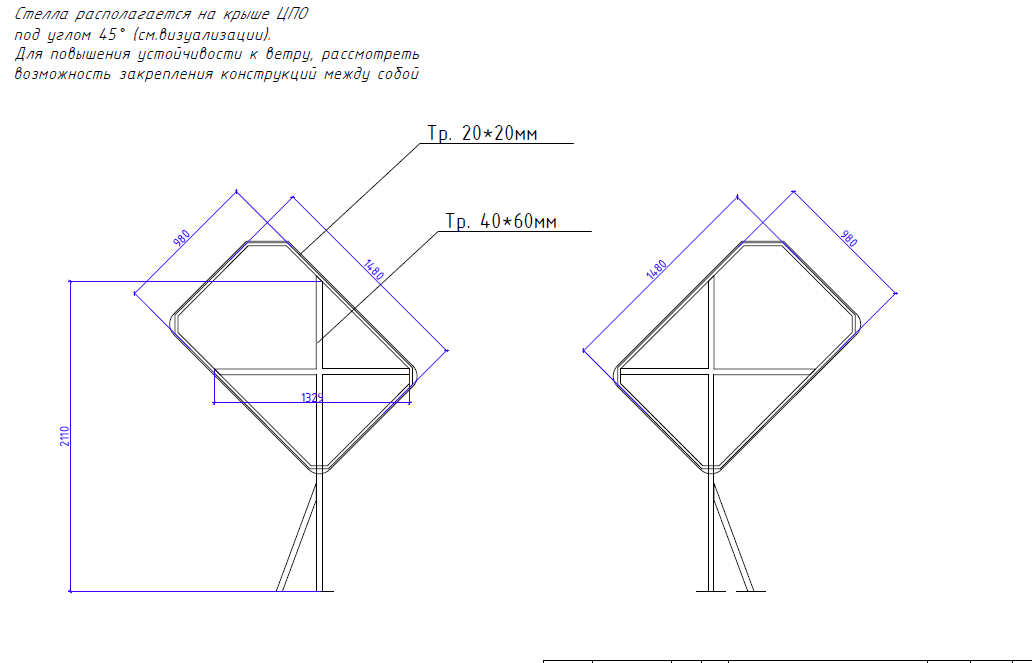 Стелла располагается на крыше ЦПО
под углом 45° (см.визуализации).
Для повышения устойчивости к ветру, рассмотреть
возможность закрепления конструкций между собой
Тр. 20*20мм
Тр. 40*60мм
980
1480
1480
980
1329
2110